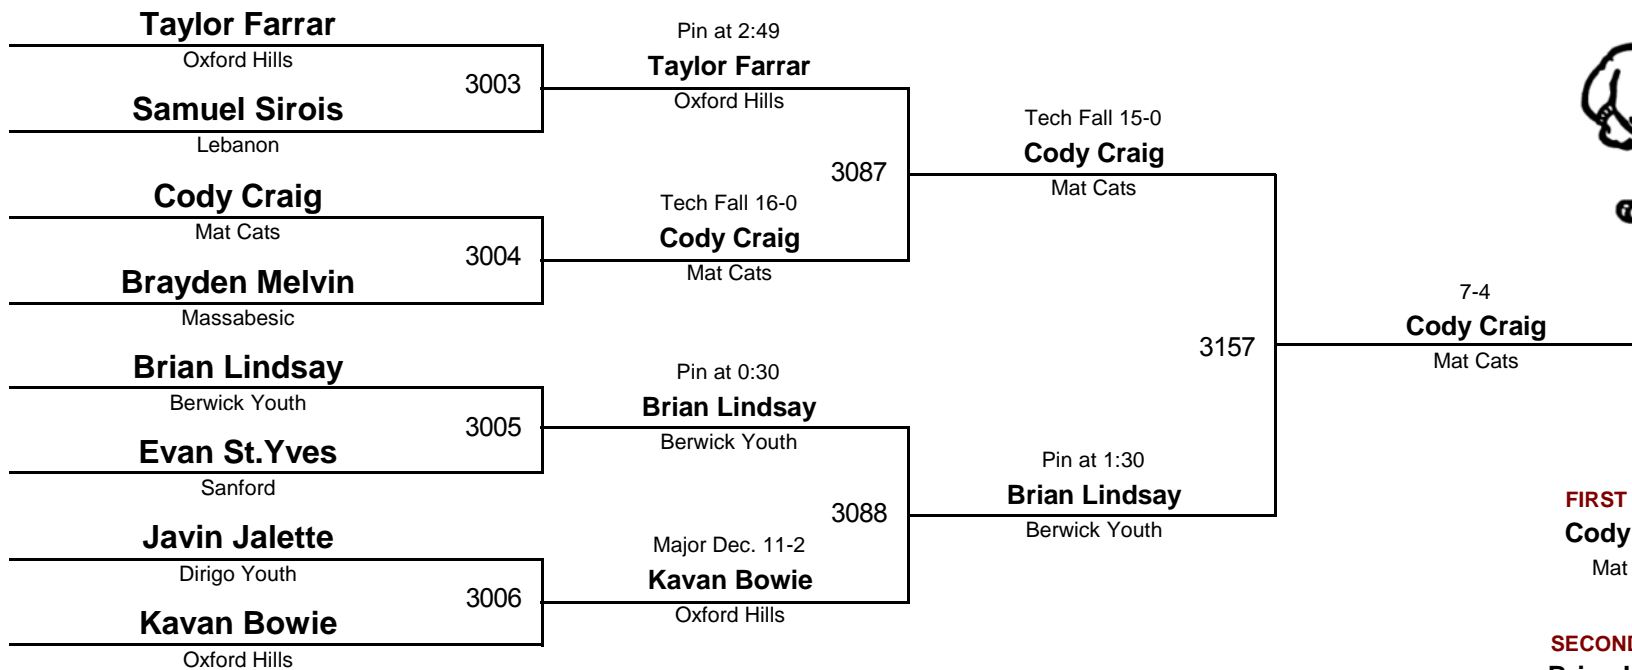 Taylor Farrar
Oxford Hills
3003
Samuel Sirois
Lebanon
Cody Craig
Mat Cats
3004
Brayden Melvin
Massabesic
Brian Lindsay
Berwick Youth
3005
Evan St.Yves
Sanford
Javin Jalette
Dirigo Youth
3006
Kavan Bowie
Oxford Hills
Pin at 2:49
Taylor Farrar
Oxford Hills
3087
Tech Fall 16-0
Cody Craig
Mat Cats
Pin at 0:30
Brian Lindsay
Berwick Youth
3088
Major Dec. 11-2
Kavan Bowie
Oxford Hills
Tech Fall 15-0
Cody Craig
Mat Cats
3157
Pin at 1:30
Brian Lindsay
Berwick Youth
7-4
Cody Craig
Mat Cats
FIRST
Cody
Mat
SECOND